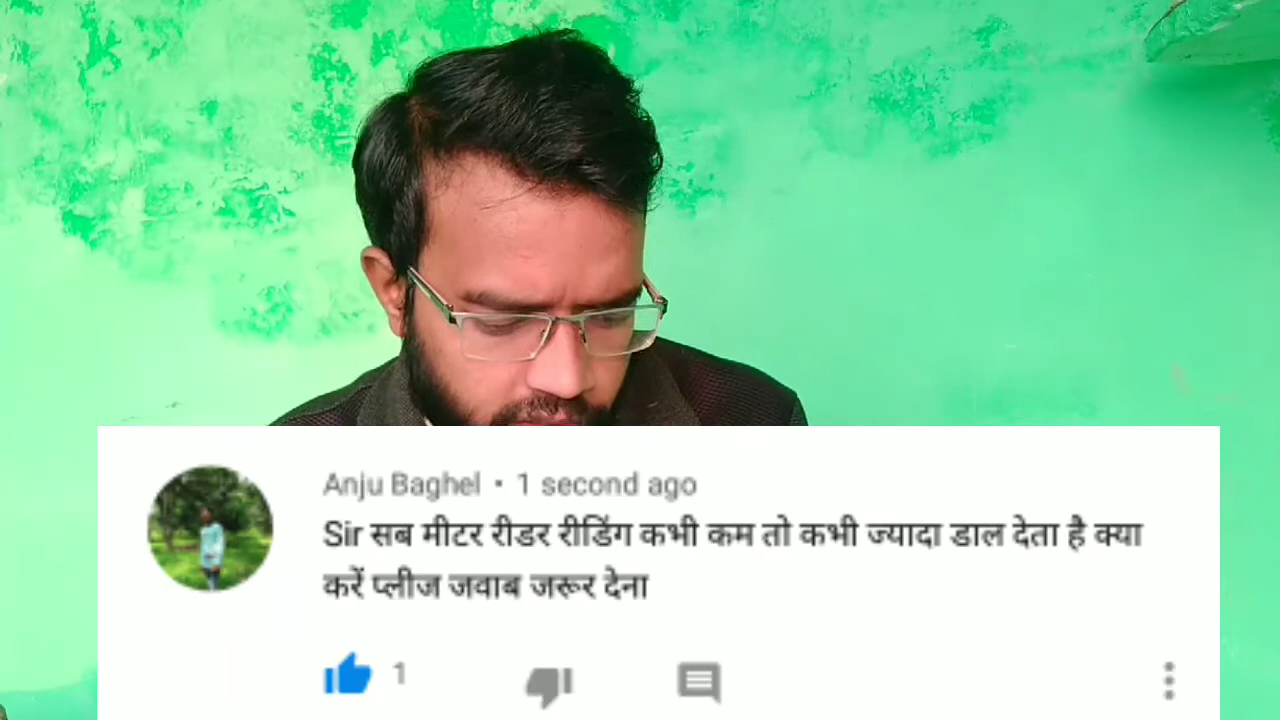 Anju Baghel • 1 second ago
Sir सब मीटर रीडर रीडिंग कभी कम तो कभी ज्यादा डाल देता है क्या
करें प्लीज जवाब जरूर देना
1